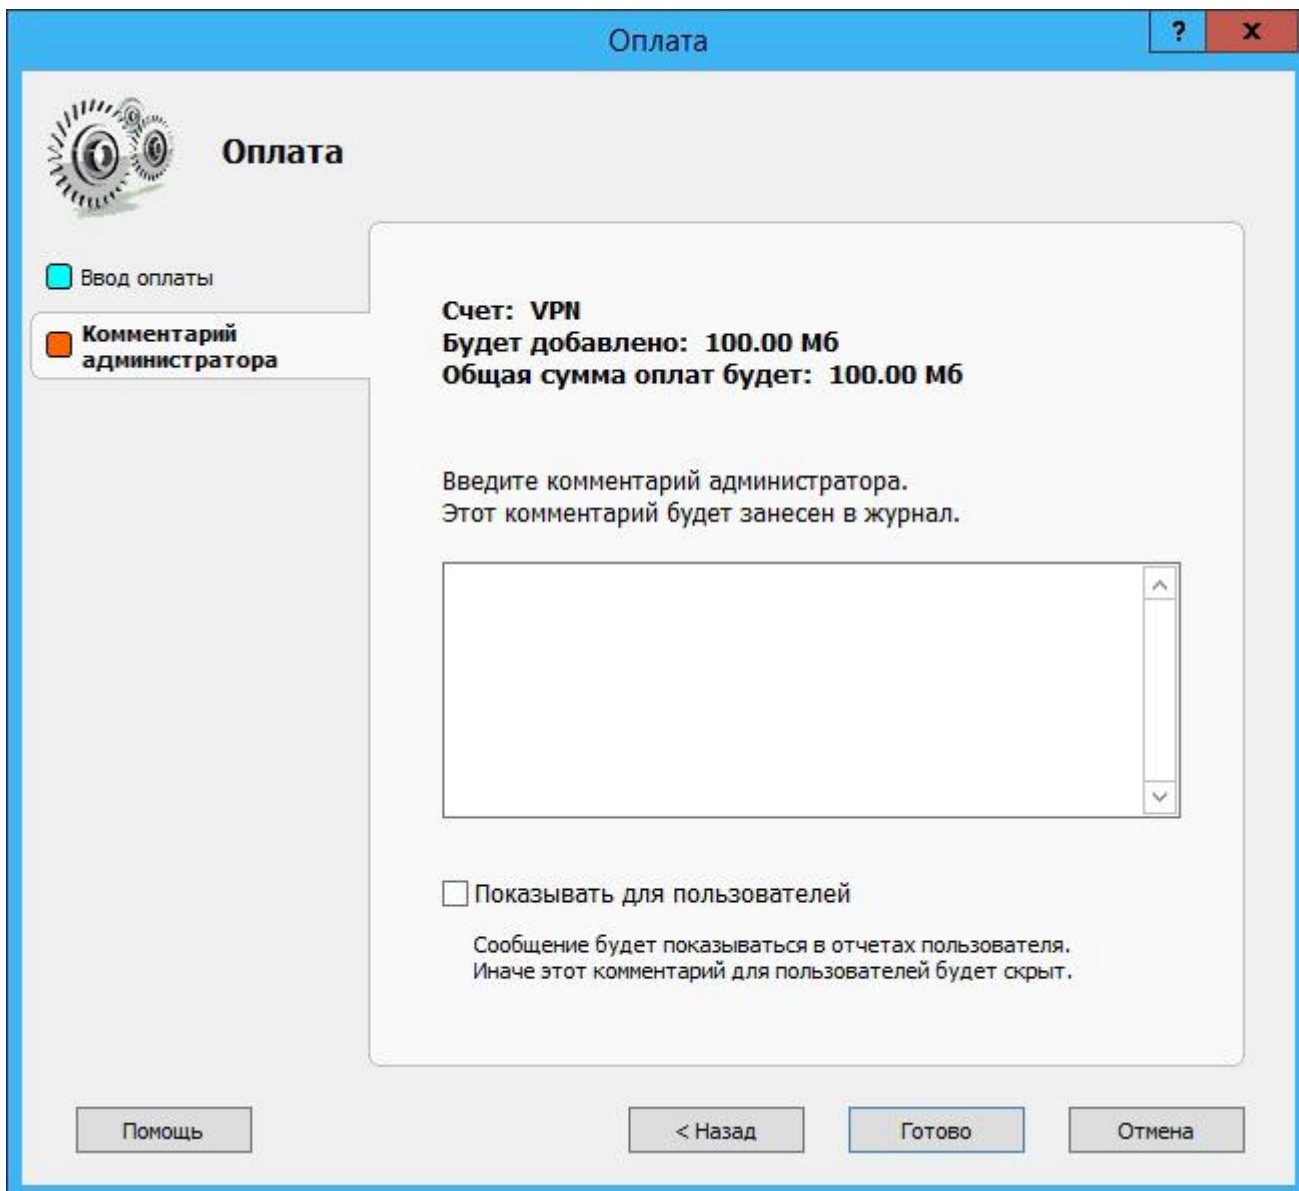 Оплата
?
x
Оплата
Ввод оплаты
Комментарий
администратора
Счет: VPN
Будет добавлено: 100.00 Мб
Общая сумма оплат будет: 100.00 Мб
Введите комментарий администратора.
Этот комментарий будет занесен в журнал.
Показывать для пользователей
Сообщение будет показываться в отчетах пользователя.
Иначе этот комментарий для пользователей будет скрыт.
Помощь
< Назад
Готово
Отмена